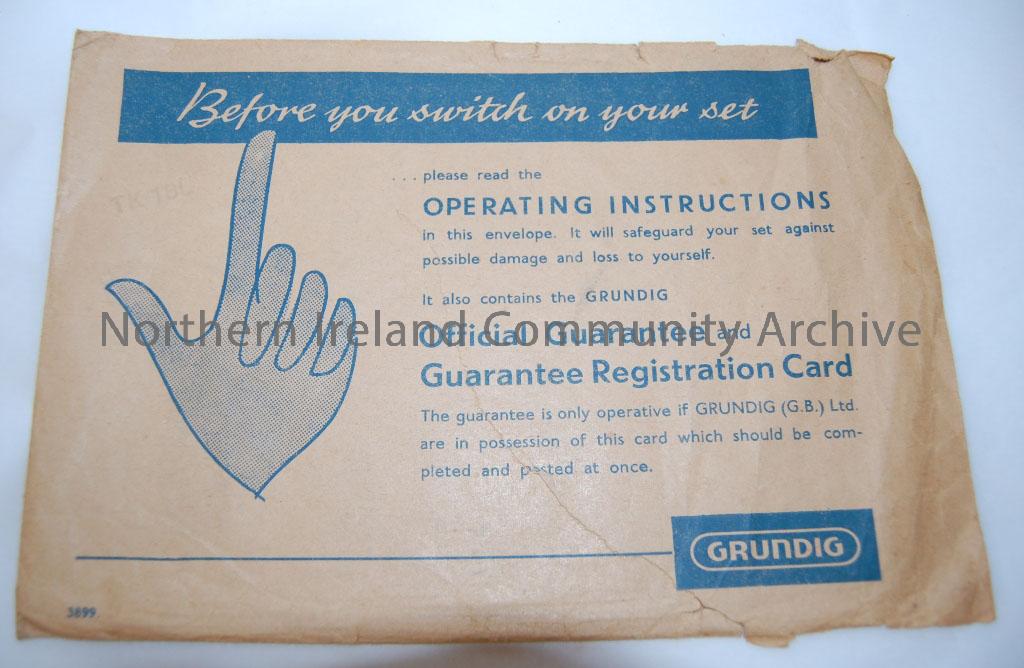 Before you switch on your set
. . . please read the
OPERATING INSTRUCTIONS
in this envelope. It will safeguard your set against
possible damage and loss to yourself.
It also contains the GRUNDIG
Official Guarantee and
Guarantee Registration Card
The guarantee is only operative if GRUNDIG (G.B.) Ltd.
are in possession of this card which should be com-
pleted and posted at once.
GRUNDIG
3899
Northern Ireland Community Archive